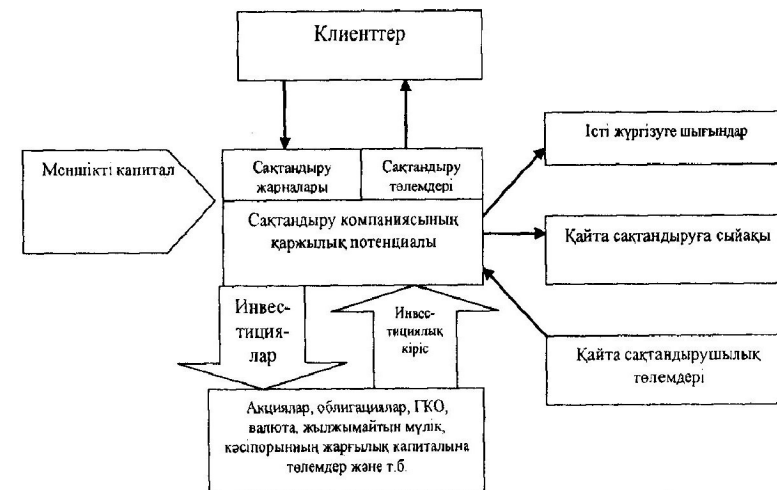 Клиенттер
Істі жүргізуге шығындар
Меншікті капитал
Сақтандыру
жарналары
Сақтандыру
төлемдері
Сақтандыру компаниясының
қаржылық потенциалы
Қайта сақтандыруға сыйақы
Инвес-
тиция-
лар
Инвес-
тициялық
кіріс
Қайта сақтандырушылық
төлемдері
Акциялар, облигациялар, ГКО,
валюта, жылжымайтын мүлік,
кәсіпорынның жарғылық капиталына
төлемдер және т.б.